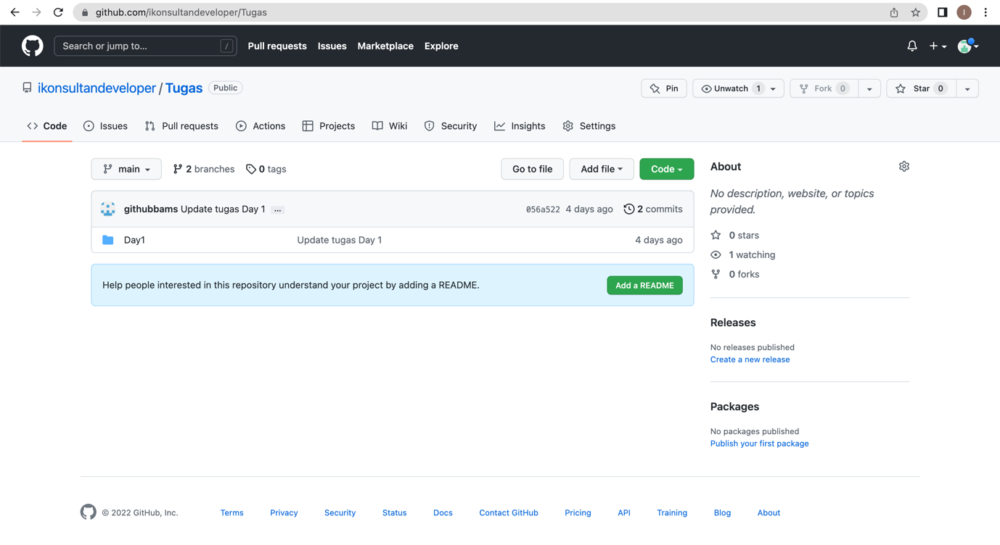 github.com/ikonsultandeveloper/Tugas
I
Search or jump to... / Pull requests Issues Marketplace Explore
ikonsultandeveloper / Tugas Public
Pin Unwatch 1 Fork 0 Star 0
Code Issues Pull requests Actions Projects Wiki Security Insights Settings
main 2 branches 0 tags Go to file Add file Code
githubbams Update tugas Day 1 ... 056a522 4 days ago 2 commits
Day1 Update tugas Day 1 4 days ago
Help people interested in this repository understand your project by adding a README. Add a README
About
No description, website, or topics
provided.
0 stars
1 watching
0 forks
Releases
No releases published
Create a new release
Packages
No packages published
Publish your first package
© 2022 GitHub, Inc. Terms Privacy Security Status Docs Contact GitHub Pricing API Training Blog About